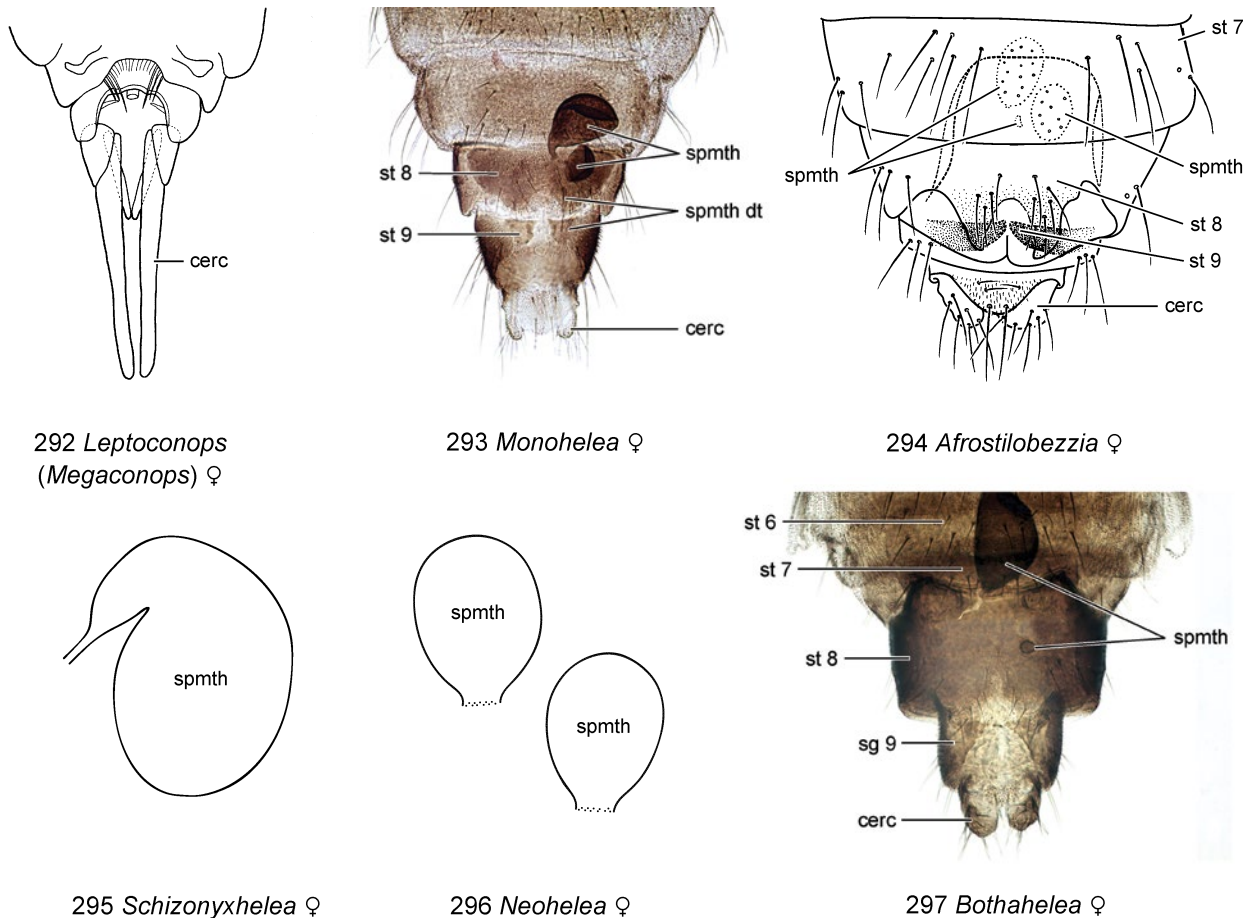 cerc
292 Leptoconops
(Megaconops) ♀
st 8
st 9
spmth
spmth dt
cerc
293 Monohelea ♀
st 7
spmth
spmth
st 8
st 9
cerc
294 Afrostilobezzia ♀
spmth
295 Schizonyxhelea ♀
spmth
spmth
296 Neohelea ♀
st 6
st 7
st 8
spmth
sg 9
cerc
297 Bothahelea ♀